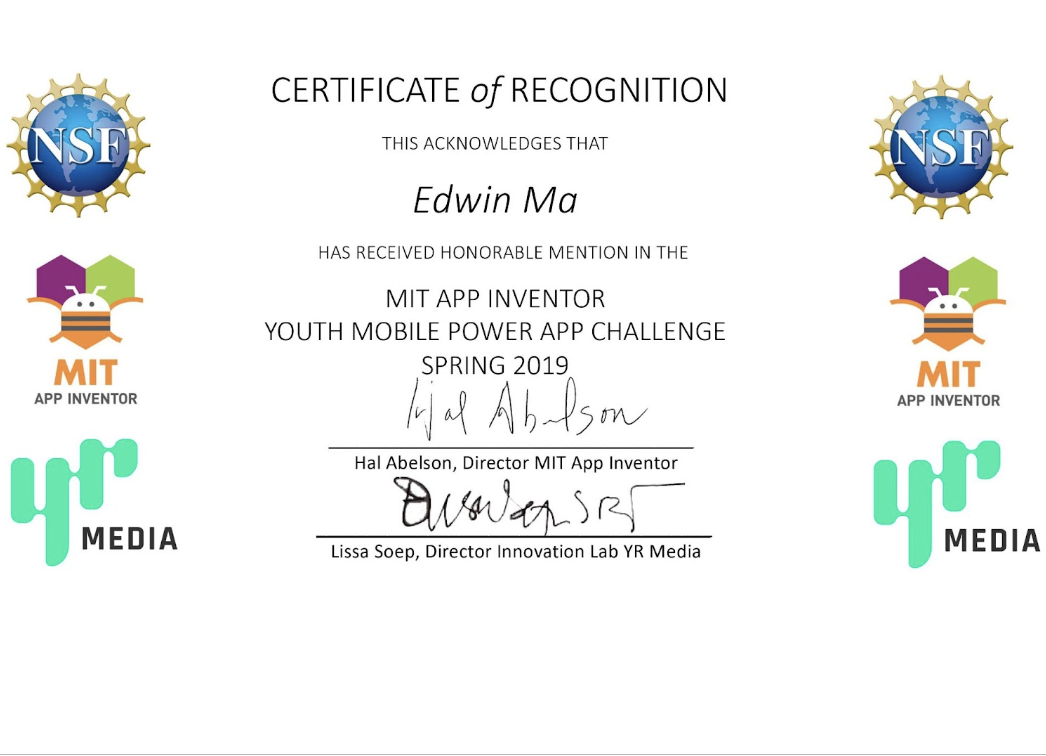 CERTIFICATE of RECOGNITION
THIS ACKNOWLEDGES THAT
Edwin Ma
HAS RECEIVED HONORABLE MENTION IN THE
MIT APP INVENTOR
YOUTH MOBILE POWER APP CHALLENGE
SPRING 2019
Hal Abelson
Hal Abelson, Director MIT App Inventor
Lissa Soep, Director Innovation Lab YR Media
NSF
MIT
APP INVENTOR
yr
MEDIA
NSF
MIT
APP INVENTOR
yr
MEDIA